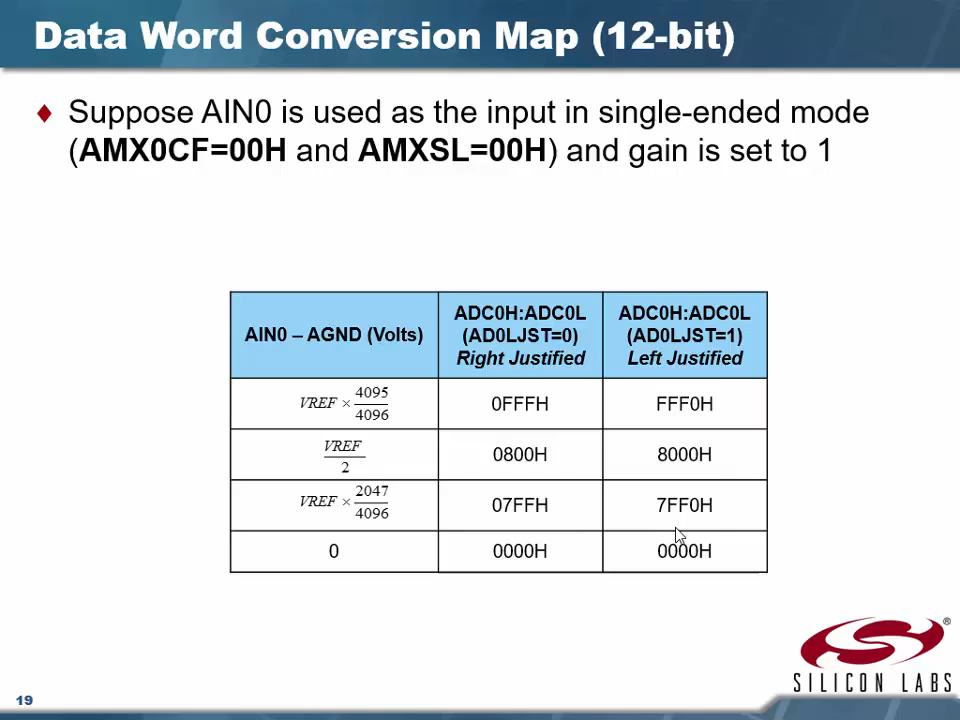 Data Word Conversion Map (12-bit)
♦ Suppose AIN0 is used as the input in single-ended mode
(AMX0CF=00H and AMXSL=00H) and gain is set to 1
AIN0 – AGND (Volts)
ADC0H:ADC0L
(AD0LJST=0)
Right Justified
ADC0H:ADC0L
(AD0LJST=1)
Left Justified
VREF × 4095/4096
0FFFH
FFF0H
VREF/2
0800H
8000H
VREF × 2047/4096
07FFH
7FF0H
0
0000H
0000H
SILICON LABS®
19